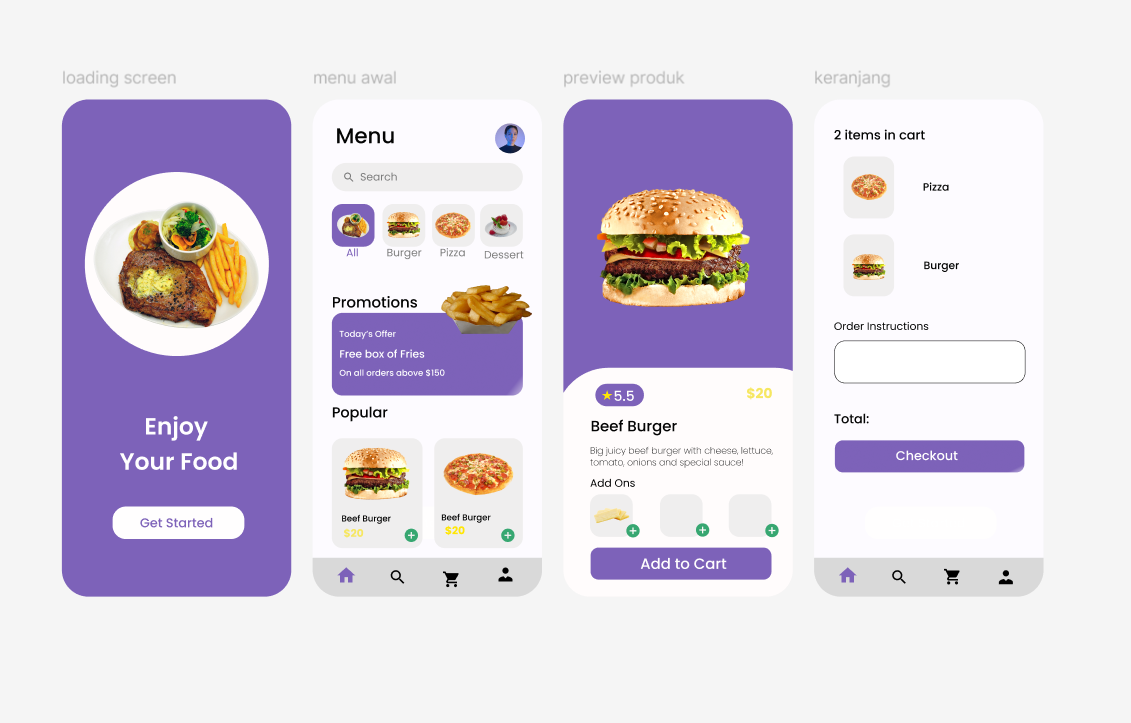 loading screen
Enjoy
Your Food
Get Started
menu awal
Menu
Search
All
Burger
Pizza
Dessert
Promotions
Today's Offer
Free box of Fries
On all orders above $150
Popular
Beef Burger
$20
Beef Burger
$20
preview produk
★5.5
$20
Beef Burger
Big juicy beef burger with cheese, lettuce,
tomato, onions and special sauce!
Add Ons
Add to Cart
keranjang
2 items in cart
Pizza
Burger
Order Instructions
Total:
Checkout